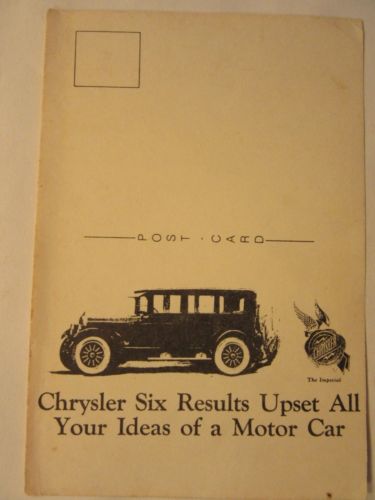 POST-CARD
The Imperial
Chrysler Six Results Upset All
Your Ideas of a Motor Car